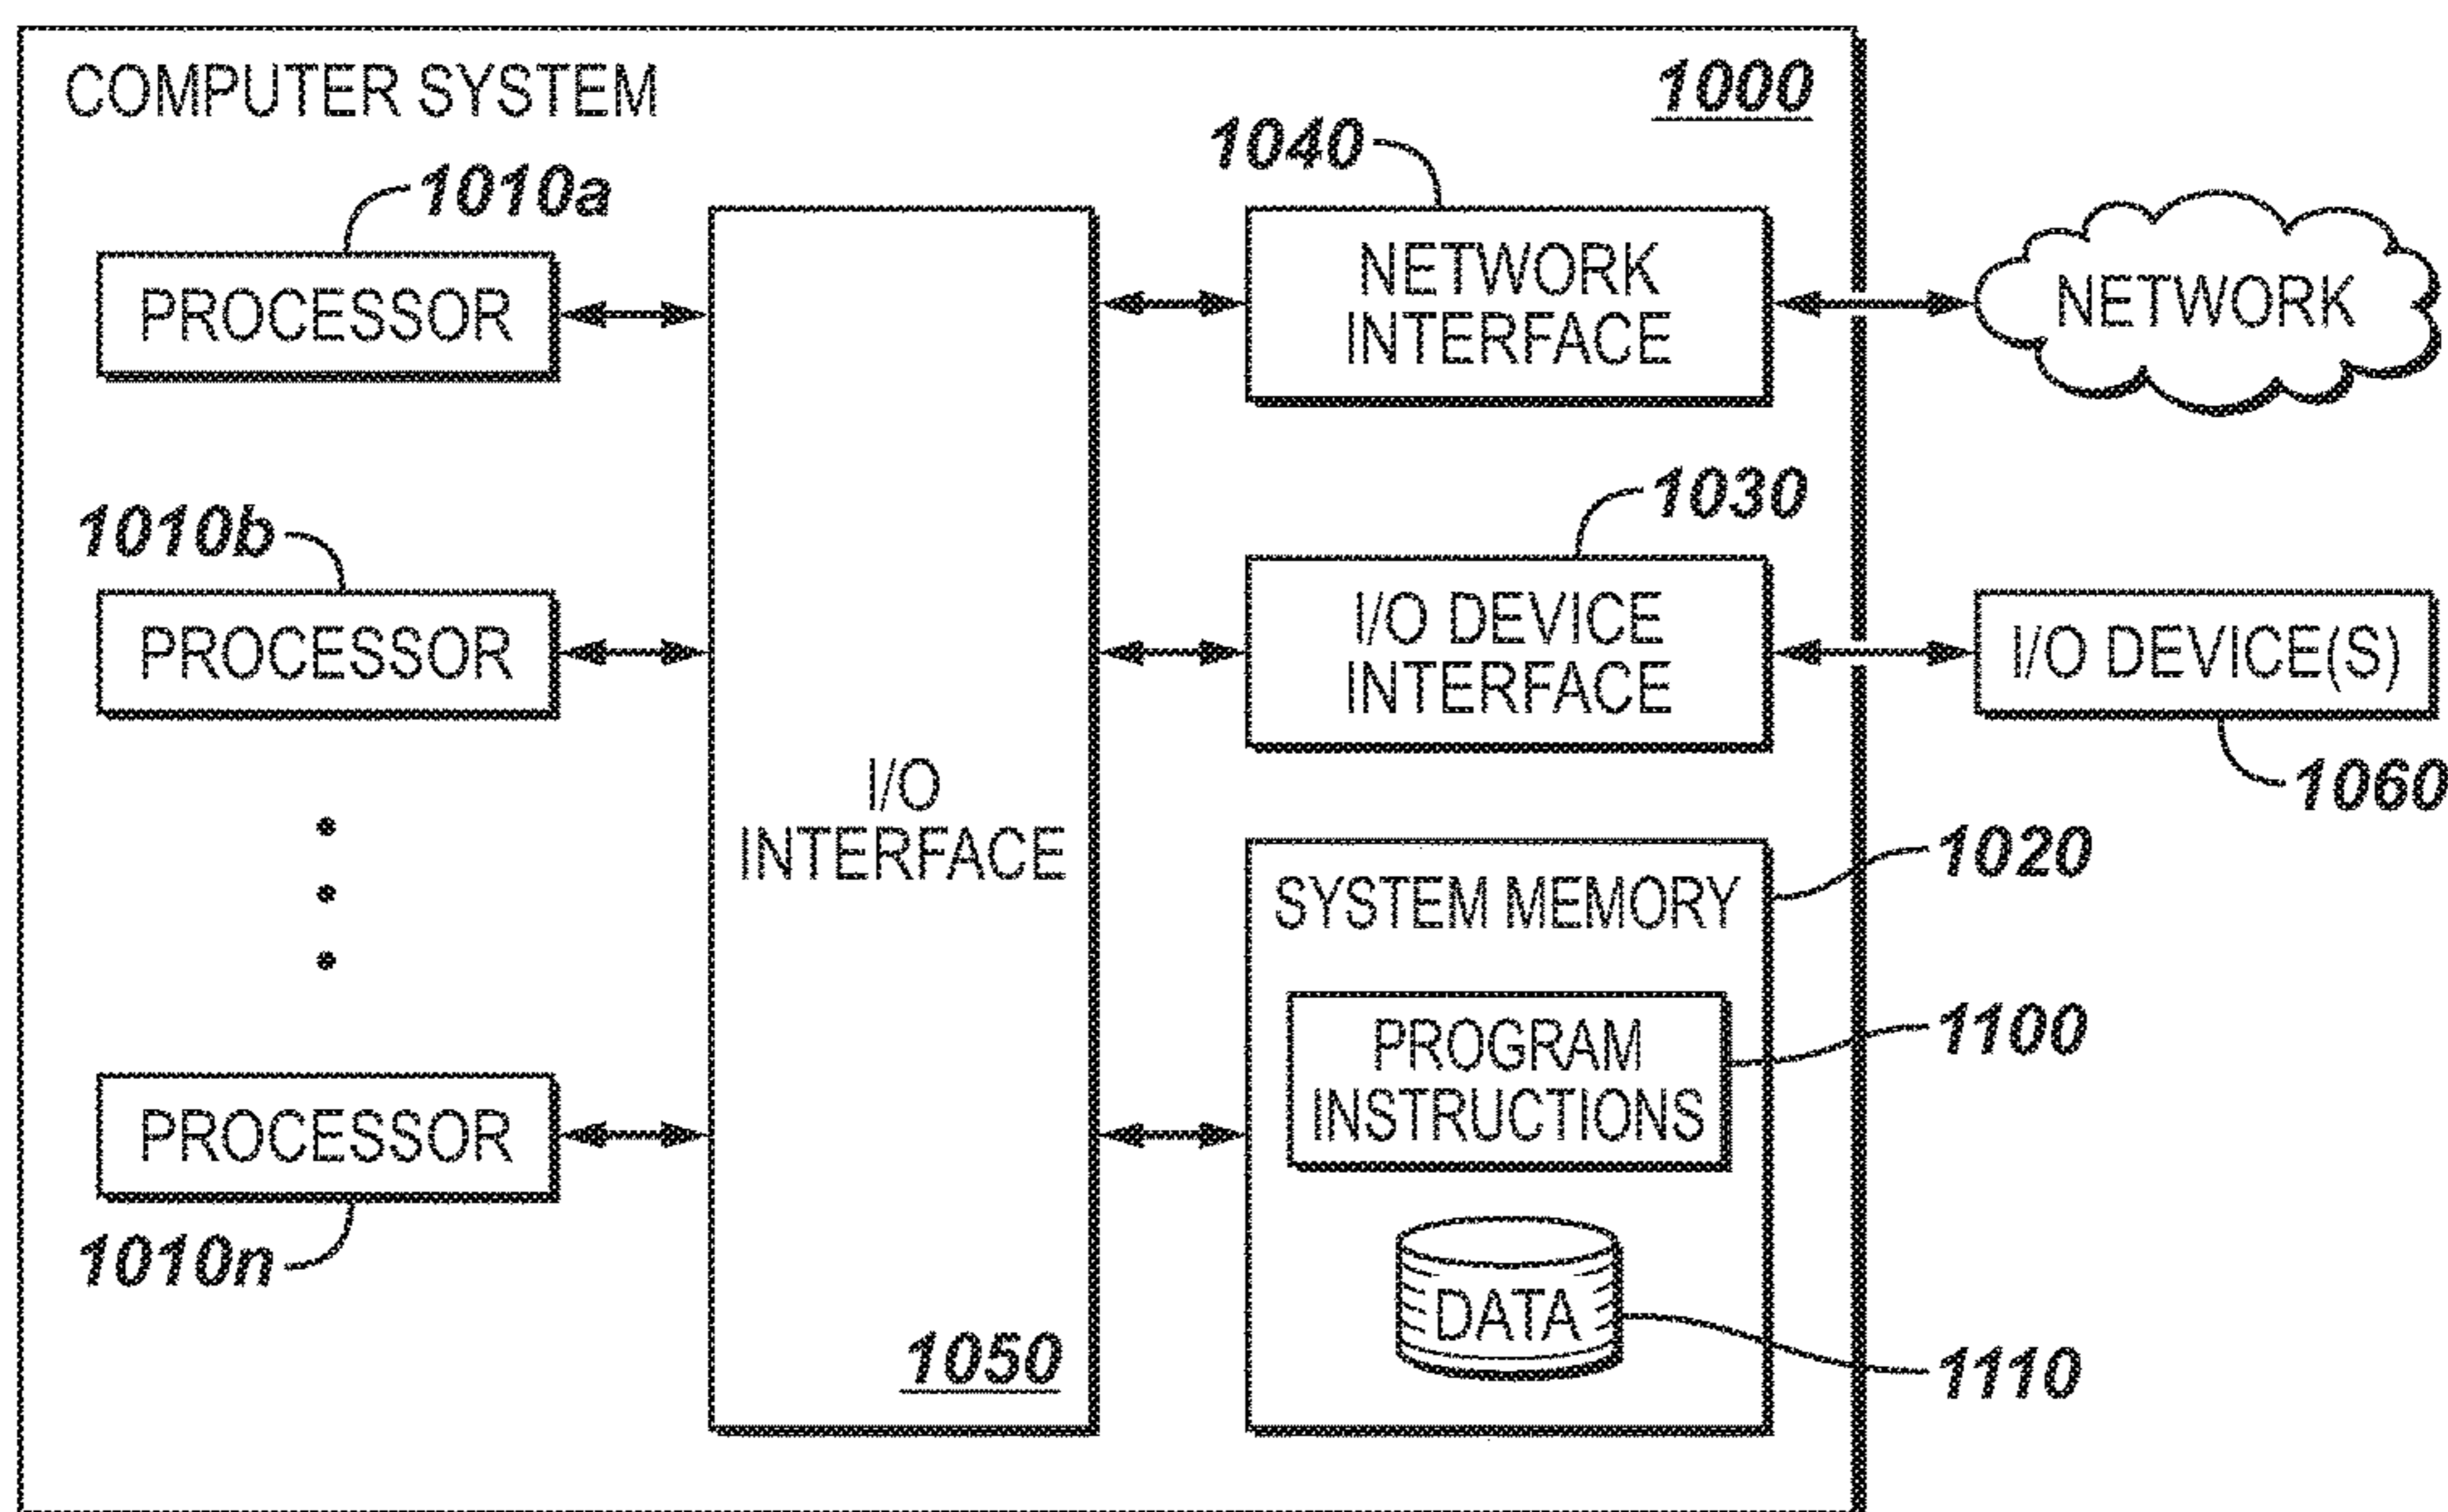 COMPUTER SYSTEM
1000
1040
1010a
PROCESSOR
NETWORK
INTERFACE
NETWORK
1010b
PROCESSOR
1030
I/O DEVICE
INTERFACE
I/O DEVICE(S)
1060
I/O
INTERFACE
1050
SYSTEM MEMORY
1020
PROGRAM
INSTRUCTIONS
1100
PROCESSOR
1010n
DATA
1110